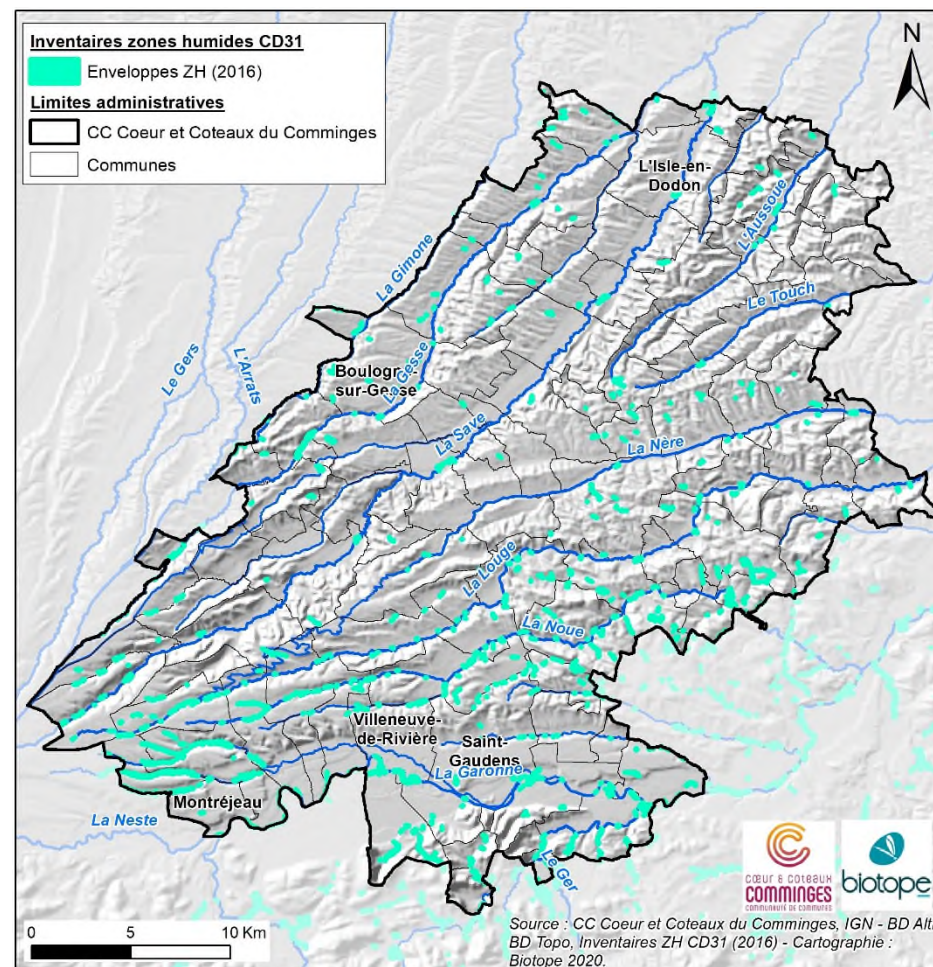 Inventaires zones humides CD31
Enveloppes ZH (2016)
Limites administratives
CC Coeur et Coteaux du Comminges
Communes
N
L'Isle-en-
Dodon
L'Aussoue
La Gimone
Le Touch
Le Gers
L'Arrats
Boulogne-
sur-Gesse
La Gesse
La Save
La Nère
La Louge
La Noue
Villeneuve-
de-Rivière
Saint-
Gaudens
La Garonne
Montréjeau
La Neste
Le Ger
0 5 10 Km
cœur & coteaux
COMMINGES
COMMUNAUTÉ DE COMMUNES
biotope
Source : CC Coeur et Coteaux du Comminges, IGN - BD Alti
BD Topo, Inventaires ZH CD31 (2016) - Cartographie :
Biotope 2020.